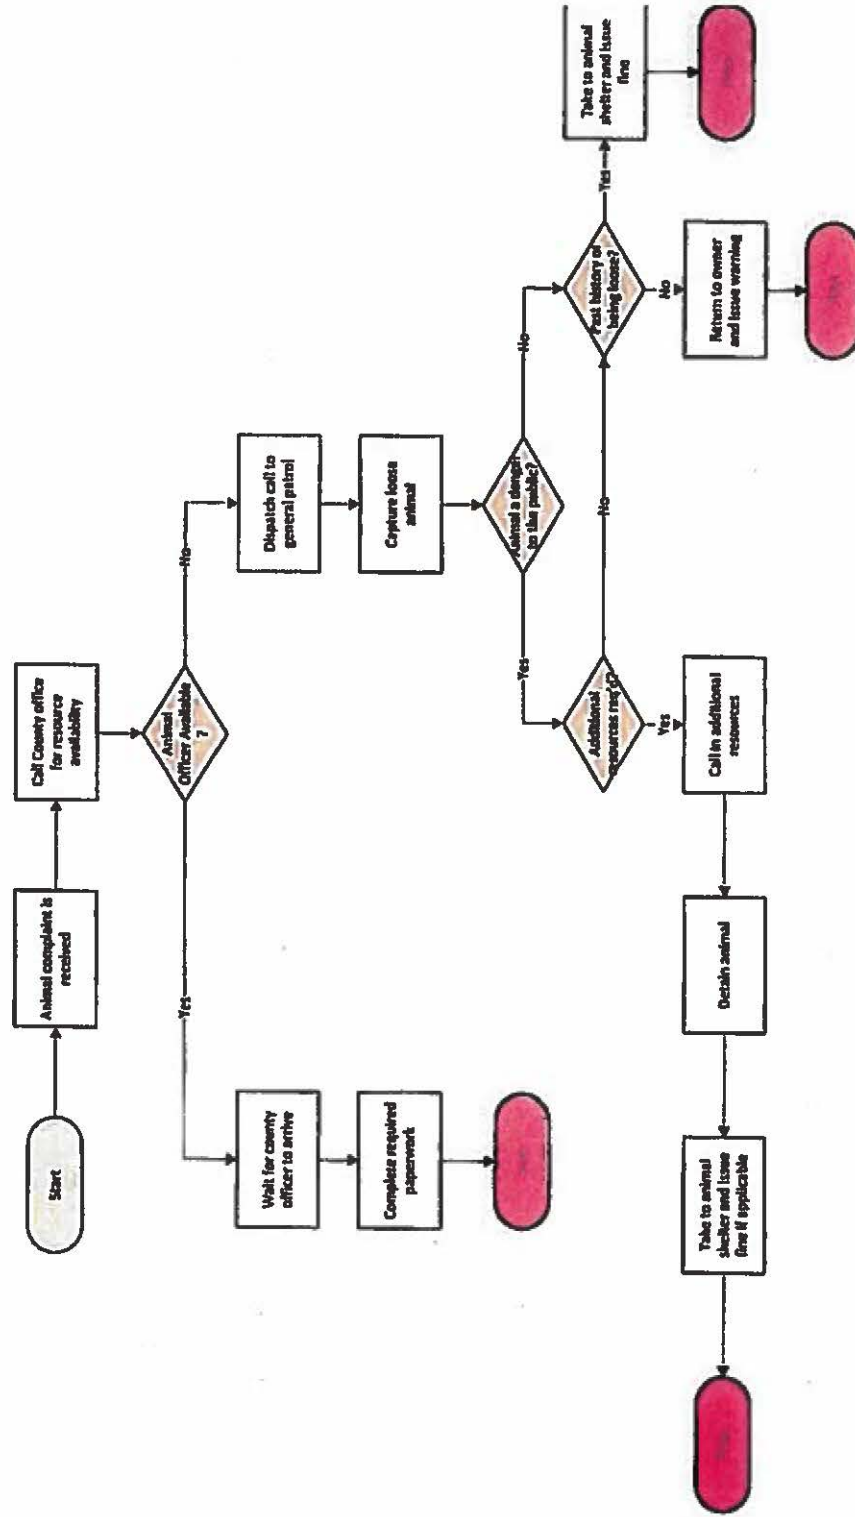 Start
Animal complaint is
received
Call County office
for resource
availability
Animal
Officer Available
?
Yes
No
Wait for county
officer to arrive
Complete required
paperwork
Dispatch call to
general patrol
Capture loose
animal
to the public?
Yes
No
Additional
resources req'd?
No
Yes
Past history of
being loose?
Yes
No
Take to animal
shelter and issue
fine
Return to owner
and issue warning
Call in additional
resources
Detain animal
Take to animal
shelter and issue
fine if applicable